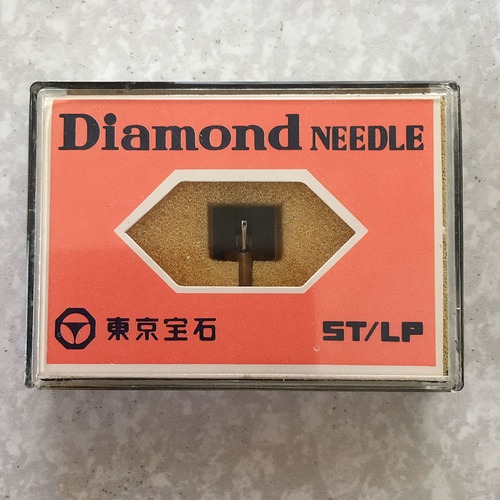 Diamond NEEDLE
東京宝石
ST/LP